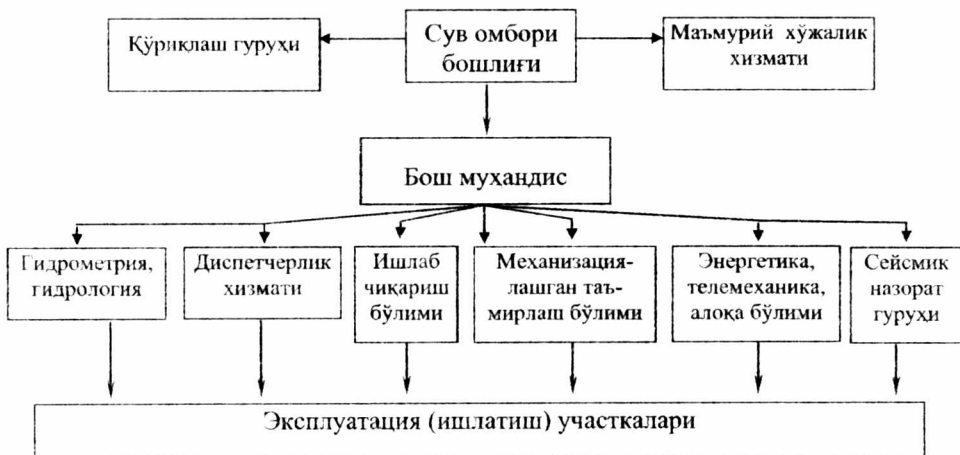 Қўриқлаш гуруҳи
Сув омбори
бошлиғи
Маъмурий хўжалик
хизмати
Бош муҳандис
Гидрометрия,
гидрология
Диспетчерлик
хизмати
Ишлаб
чиқариш
бўлими
Механизация-
лашган таъ-
мирлаш бўлими
Энергетика,
телемеханика,
алоқа бўлими
Сейсмик
назорат
гуруҳи
Эксплуатация (ишлатиш) участкалари